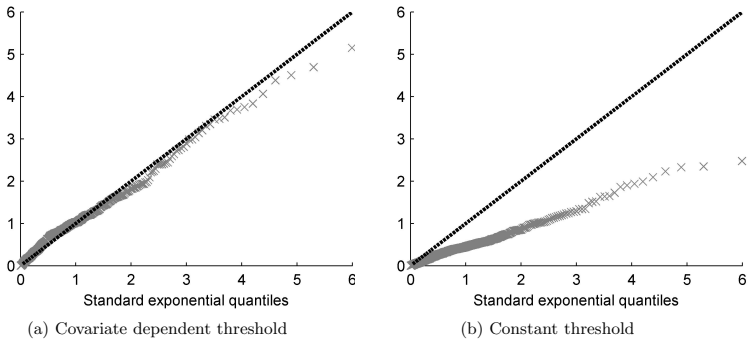 6
5
4
3
2
1
0
0 1 2 3 4 5 6
Standard exponential quantiles
(a) Covariate dependent threshold
6
5
4
3
2
1
0
0 1 2 3 4 5 6
Standard exponential quantiles
(b) Constant threshold